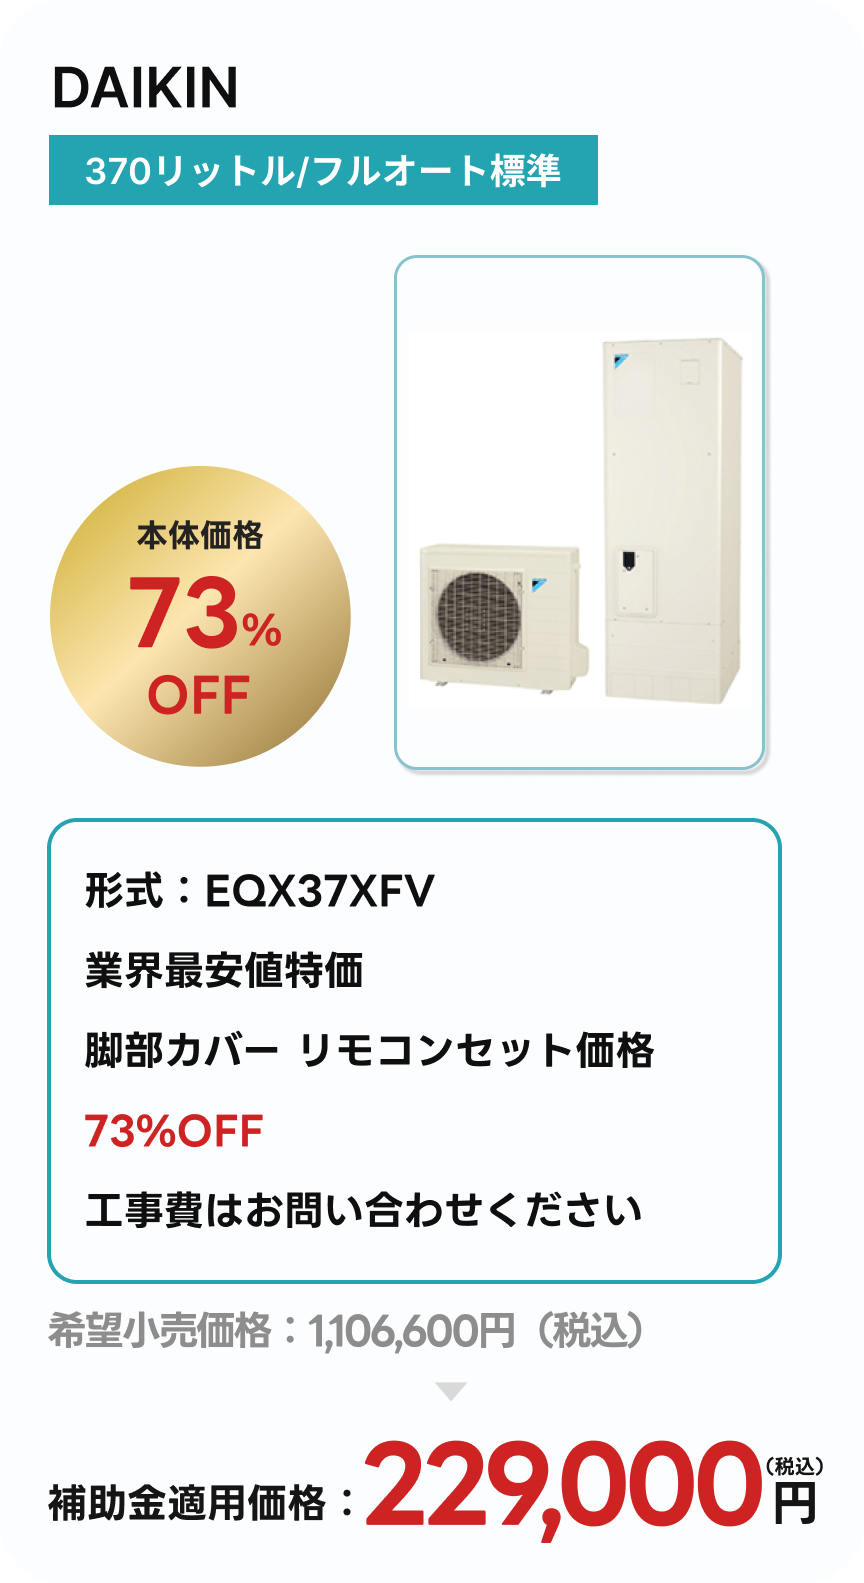 DAIKIN
370リットル/フルオート標準
本体価格
73%
OFF
形式：EQX37XFV
業界最安値特価
脚部カバー リモコンセット価格
73%OFF
工事費はお問い合わせください
希望小売価格：1,106,600円（税込）
補助金適用価格：229,000円（税込）